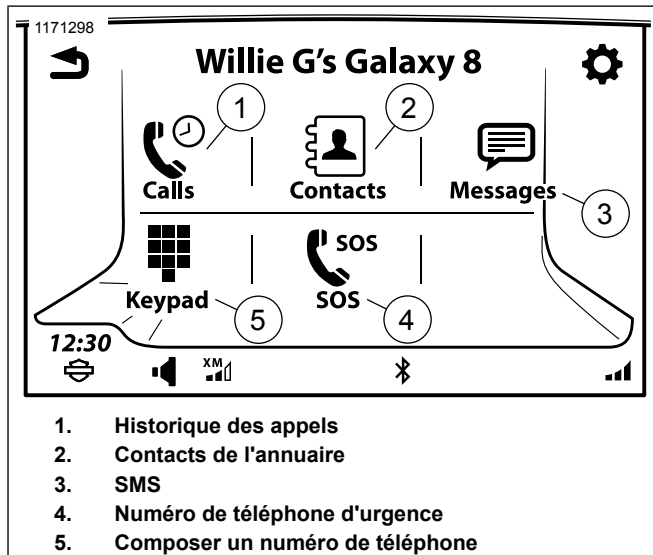 1171298
Willie G's Galaxy 8
1
2
Calls
Contacts
Messages
3
SOS
Keypad
SOS
5
4
12:30
XM
1. Historique des appels
2. Contacts de l'annuaire
3. SMS
4. Numéro de téléphone d'urgence
5. Composer un numéro de téléphone